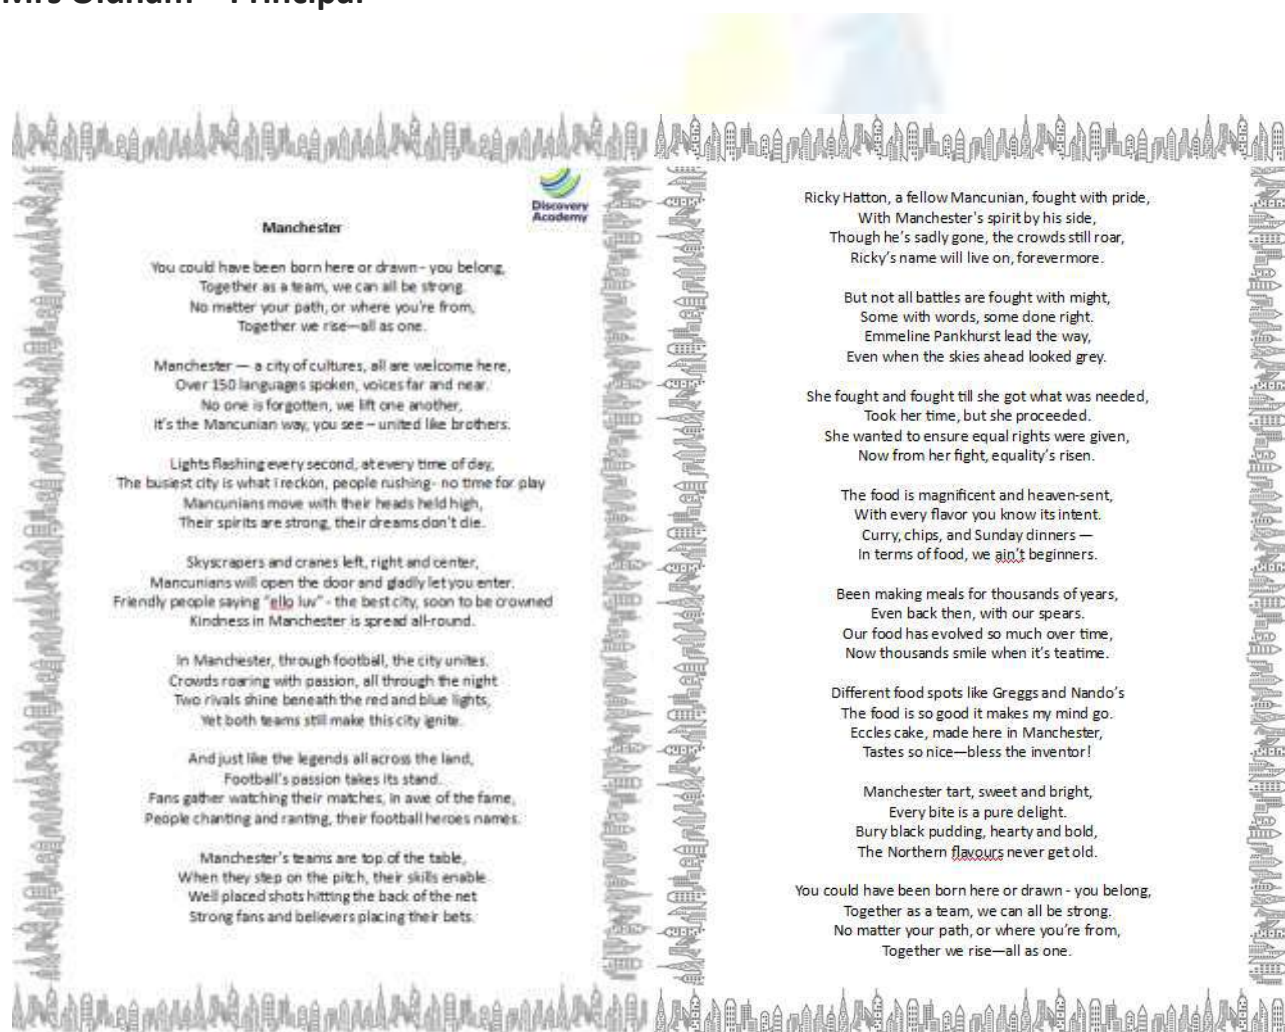 Mrs Graham – Principal
Discovery
Academy
Manchester
You could have been born here or drawn - you belong,
Together as a team, we can all be strong.
No matter your path, or where you're from,
Together we rise—all as one.
Manchester — a city of cultures, all are welcome here,
Over 150 languages spoken, voices far and near.
No one is forgotten, we lift one another,
It's the Mancunian way, you see – united like brothers.
Lights flashing every second, at every time of day,
The busiest city is what I reckon, people rushing- no time for play
Mancunians move with their heads held high,
Their spirits are strong, their dreams don't die.
Skyscrapers and cranes left, right and center,
Mancunians will open the door and gladly let you enter.
Friendly people saying "ello luv" - the best city, soon to be crowned
Kindness in Manchester is spread all-round.
In Manchester, through football, the city unites.
Crowds roaring with passion, all through the night
Two rivals shine beneath the red and blue lights,
Yet both teams still make this city ignite.
And just like the legends all across the land,
Football's passion takes its stand.
Fans gather watching their matches, in awe of the fame,
People chanting and ranting, their football heroes names.
Manchester's teams are top of the table,
When they step on the pitch, their skills enable
Well placed shots hitting the back of the net
Strong fans and believers placing their bets.
Ricky Hatton, a fellow Mancunian, fought with pride,
With Manchester's spirit by his side,
Though he's sadly gone, the crowds still roar,
Ricky's name will live on, forevermore.
But not all battles are fought with might,
Some with words, some done right.
Emmeline Pankhurst lead the way,
Even when the skies ahead looked grey.
She fought and fought till she got what was needed,
Took her time, but she proceeded.
She wanted to ensure equal rights were given,
Now from her fight, equality's risen.
The food is magnificent and heaven-sent,
With every flavor you know its intent.
Curry, chips, and Sunday dinners —
In terms of food, we ain't beginners.
Been making meals for thousands of years,
Even back then, with our spears.
Our food has evolved so much over time,
Now thousands smile when it's teatime.
Different food spots like Greggs and Nando's
The food is so good it makes my mind go.
Eccles cake, made here in Manchester,
Tastes so nice—bless the inventor!
Manchester tart, sweet and bright,
Every bite is a pure delight.
Bury black pudding, hearty and bold,
The Northern flavours never get old.
You could have been born here or drawn - you belong,
Together as a team, we can all be strong.
No matter your path, or where you're from,
Together we rise—all as one.